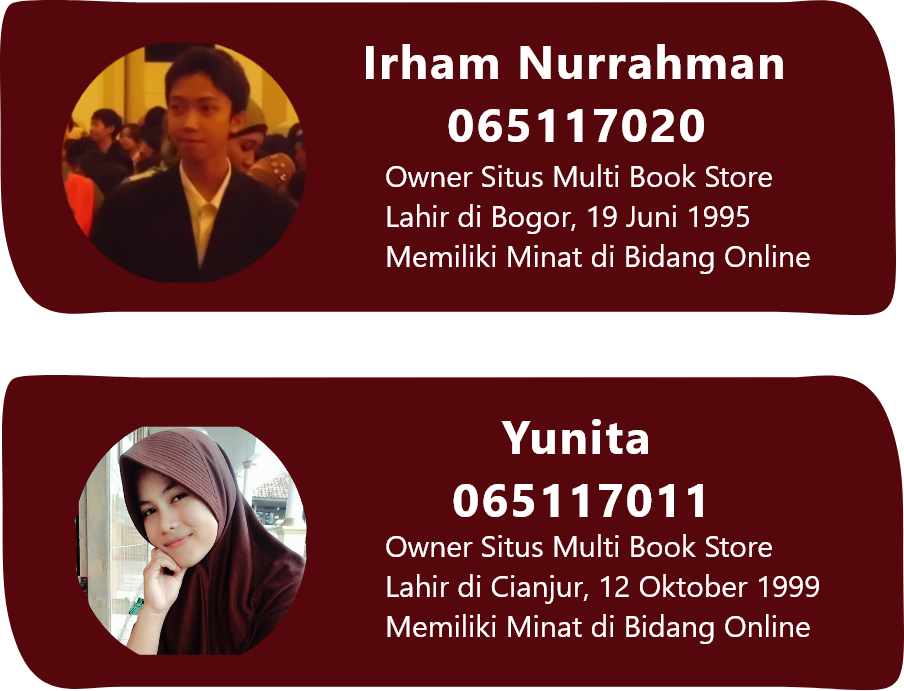 Irham Nurrahman
065117020
Owner Situs Multi Book Store
Lahir di Bogor, 19 Juni 1995
Memiliki Minat di Bidang Online
Yunita
065117011
Owner Situs Multi Book Store
Lahir di Cianjur, 12 Oktober 1999
Memiliki Minat di Bidang Online